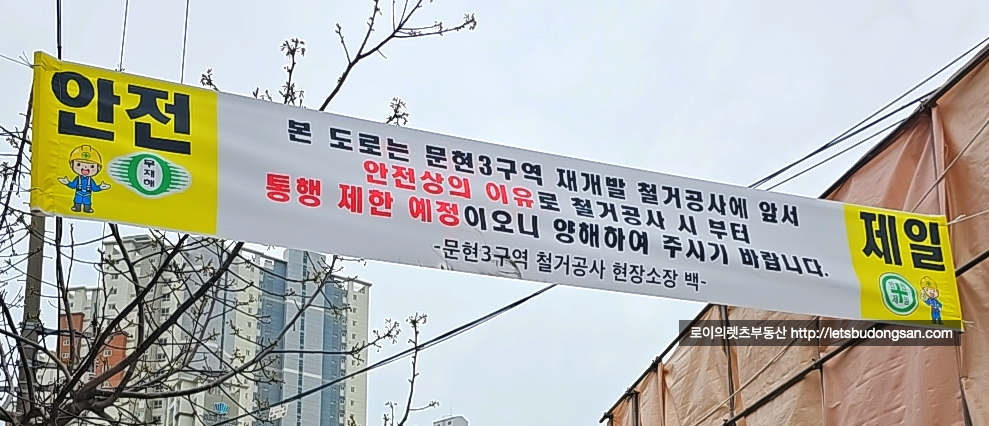 안전
무재해
본 도로는 문현3구역 재개발 철거공사에 앞서
안전상의 이유로 철거공사 시 부터
통행 제한 예정이오니 양해하여 주시기 바랍니다.
-문현3구역 철거공사 현장소장 백-
제일
로이의렛츠부동산 http://letsbudongsan.com